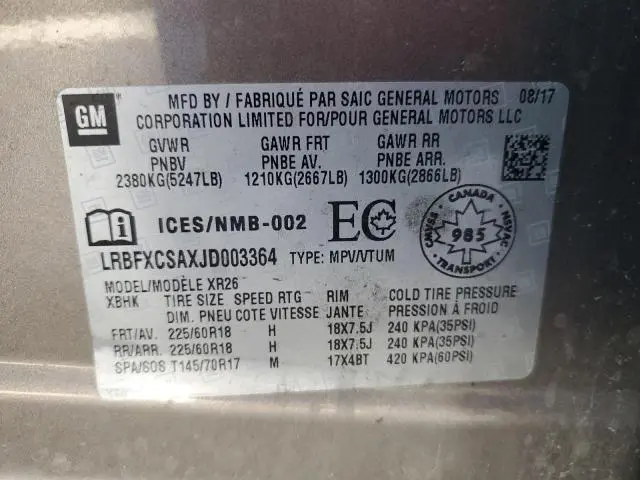 GM
MFD BY / FABRIQUÉ PAR SAIC GENERAL MOTORS 08/17
CORPORATION LIMITED FOR/POUR GENERAL MOTORS LLC
GVWR GAWR FRT GAWR RR
PNBV PNBE AV. PNBE ARR.
2380KG(5247LB) 1210KG(2667LB) 1300KG(2866LB)
ICES/NMB-002 EC
CANADA
CMVSS 985 NSVAC
TRANSPORT
LRBFXCSAXJD003364 TYPE: MPV/VTUM
MODEL/MODÈLE XR26
XBHK TIRE SIZE SPEED RTG RIM COLD TIRE PRESSURE
DIM. PNEU COTE VITESSE JANTE PRESSION À FROID
FRT/AV. 225/60R18 H 18X7.5J 240 KPA(35PSI)
RR/ARR. 225/60R18 H 18X7.5J 240 KPA(35PSI)
SPA/SOS T145/70R17 M 17X4BT 420 KPA(60PSI)